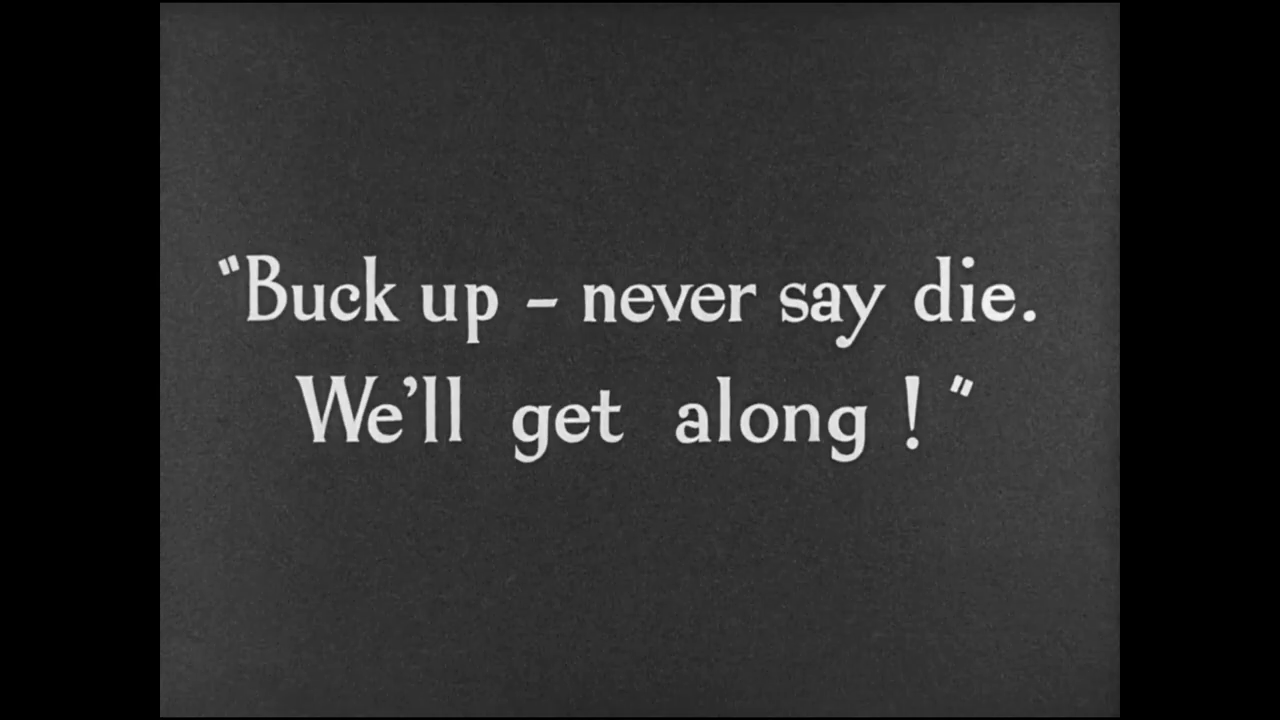 "Buck up – never say die.
We'll get along!"